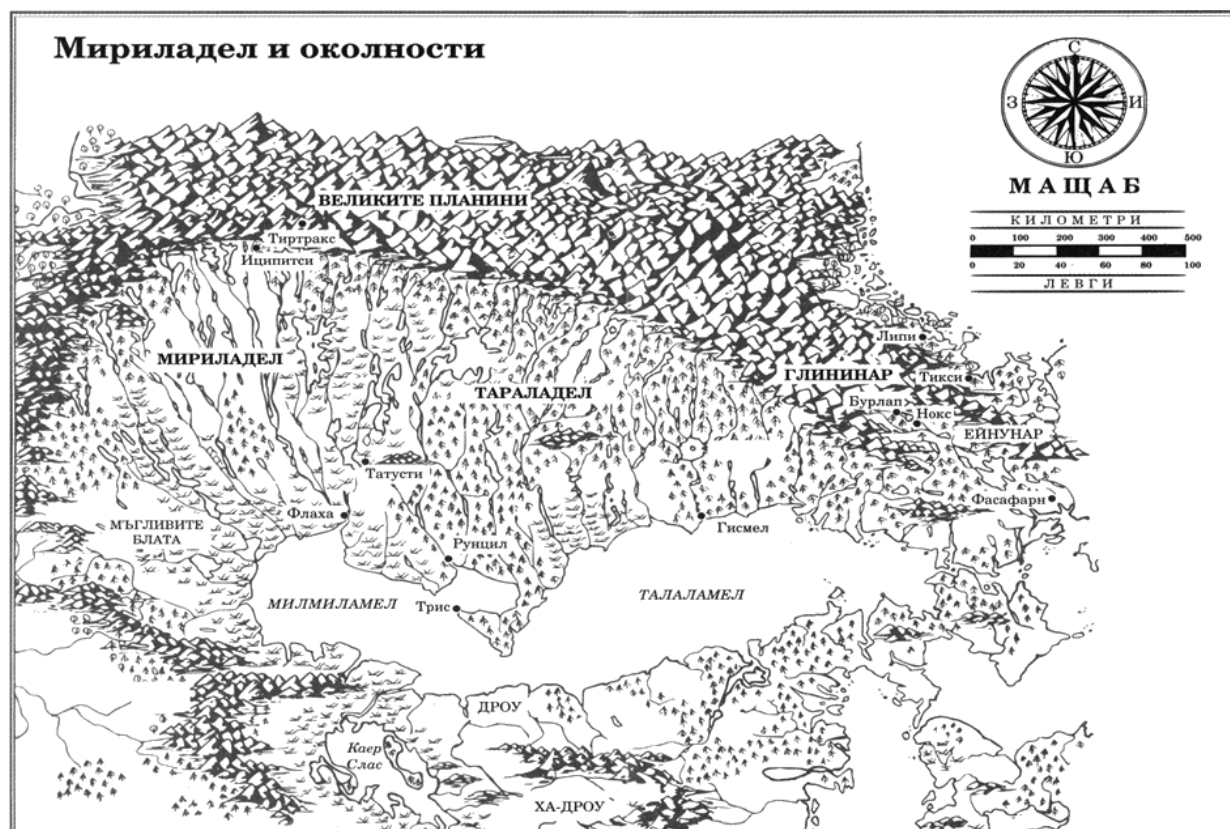 Мириладел и околности
С
З
И
Ю
МАЩАБ
КИЛОМЕТРИ
0 100 200 300 400 500
0 20 40 60 80 100
ЛЕВГИ
ВЕЛИКИТЕ ПЛАНИНИ
Тиртракс
Иципитси
МИРИЛАДЕЛ
ТАРАЛАДЕЛ
Липи
ГЛИНИНАР
Тикси
Бурлап
Нокс
ЕЙНУНАР
Татусти
Фасафарн
Флаха
Гисмел
МЪГЛИВИТЕ
БЛАТА
Рунцил
МИЛМИЛАМЕЛ
Трис
ТАЛАЛАМЕЛ
ДРОУ
Каер
Слас
ХА-ДРОУ